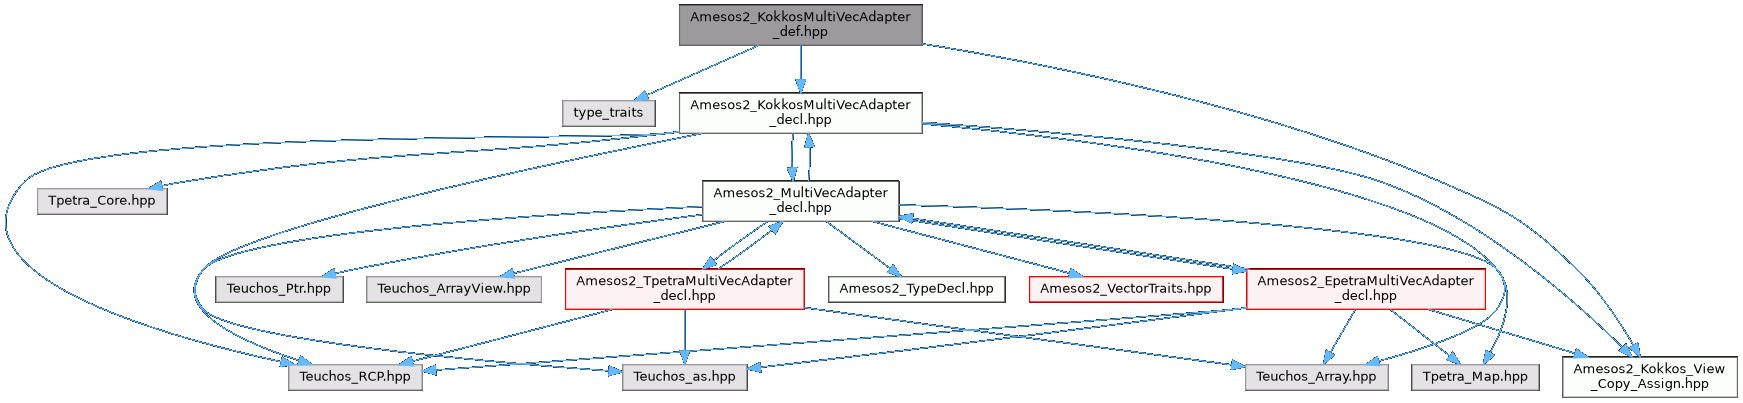 Amesos2_KokkosMultiVecAdapter
_def.hpp
type_traits
Amesos2_KokkosMultiVecAdapter
_decl.hpp
Tpetra_Core.hpp
Amesos2_MultiVecAdapter
_decl.hpp
Teuchos_Ptr.hpp
Teuchos_ArrayView.hpp
Amesos2_TpetraMultiVecAdapter
_decl.hpp
Amesos2_TypeDecl.hpp
Amesos2_VectorTraits.hpp
Amesos2_EpetraMultiVecAdapter
_decl.hpp
Teuchos_RCP.hpp
Teuchos_as.hpp
Teuchos_Array.hpp
Tpetra_Map.hpp
Amesos2_Kokkos_View
_Copy_Assign.hpp